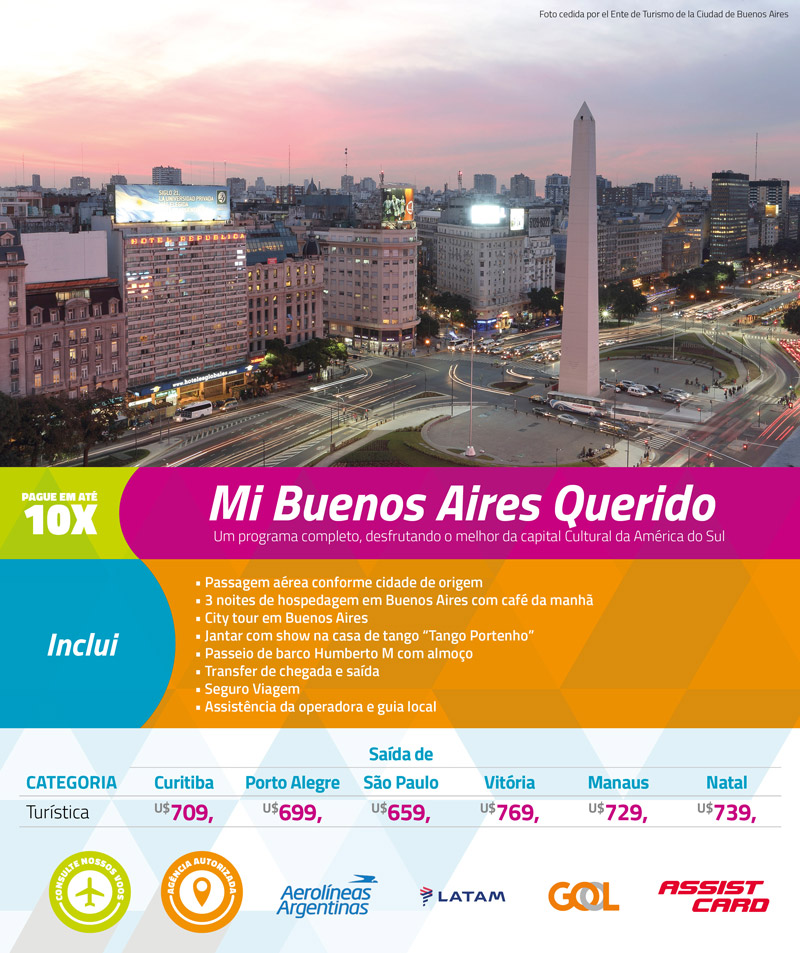 Foto cedida por el Ente de Turismo de la Ciudad de Buenos Aires
SIGLO 21,
LA UNIVERSIDAD PRIVADA
HOTEL REPUBLICA
www.hotelesglobales.com
PAGUE EM ATÉ
10X
Mi Buenos Aires Querido
Um programa completo, desfrutando o melhor da capital Cultural da América do Sul
Inclui
• Passagem aérea conforme cidade de origem
• 3 noites de hospedagem em Buenos Aires com café da manhã
• City tour em Buenos Aires
• Jantar com show na casa de tango “Tango Portenho”
• Passeio de barco Humberto M com almoço
• Transfer de chegada e saída
• Seguro Viagem
• Assistência da operadora e guia local
Saída de
CATEGORIA Curitiba Porto Alegre São Paulo Vitória Manaus Natal
Turística U$709, U$699, U$659, U$769, U$729, U$739,
CONSULTE NOSSOS VOOS
AGÊNCIA AUTORIZADA
Aerolíneas
Argentinas
LATAM
GOL
ASSIST
CARD